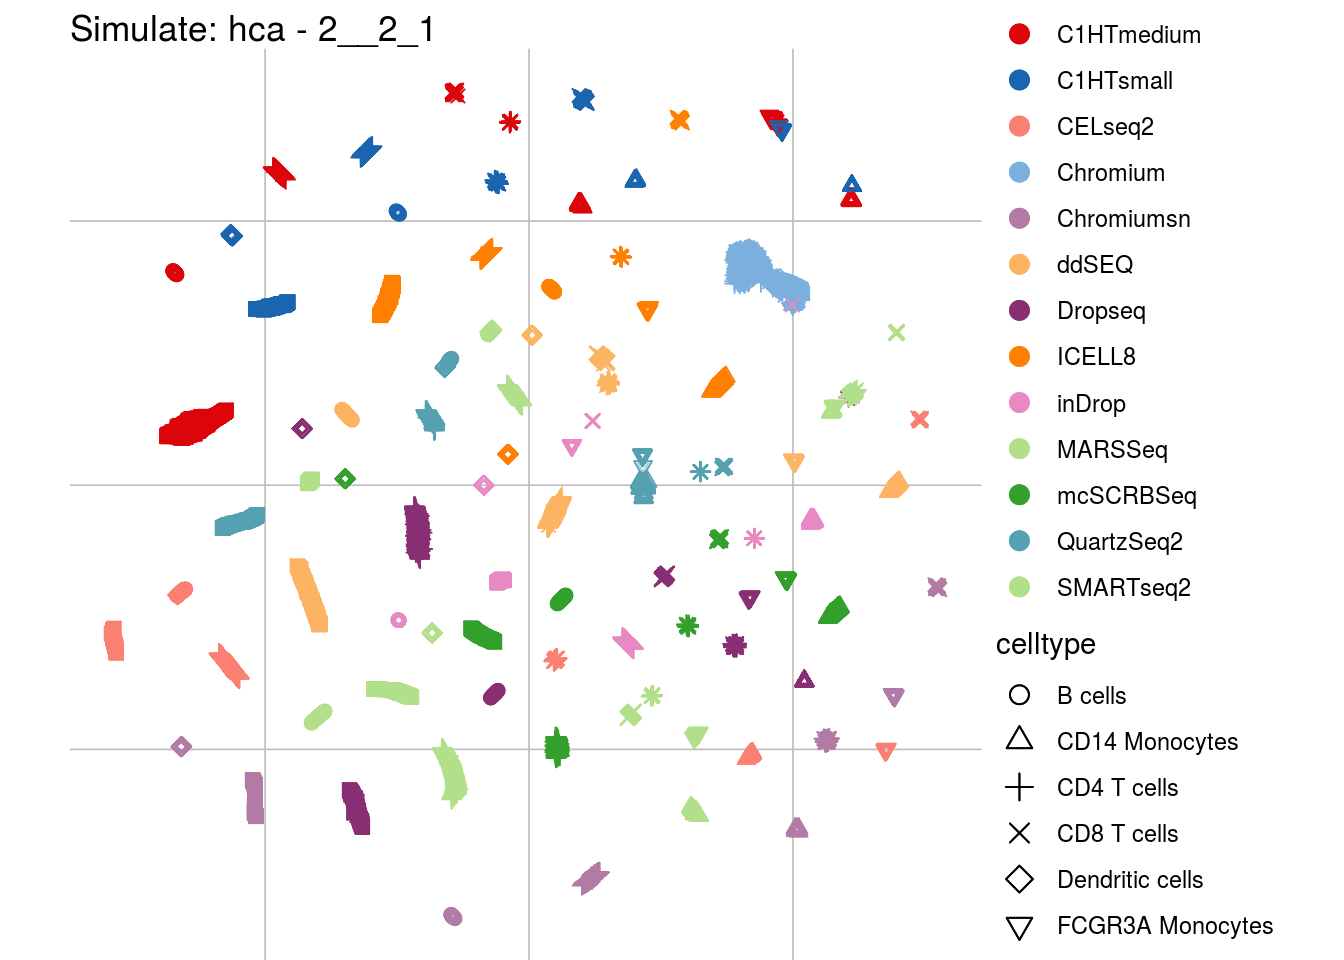 Simulate: hca - 2__2_1
C1HTmedium
C1HTsmall
CELseq2
Chromium
Chromiumsn
ddSEQ
Dropseq
ICELL8
inDrop
MARSSeq
mcSCRBSeq
QuartzSeq2
SMARTseq2
celltype
B cells
CD14 Monocytes
CD4 T cells
CD8 T cells
Dendritic cells
FCGR3A Monocytes